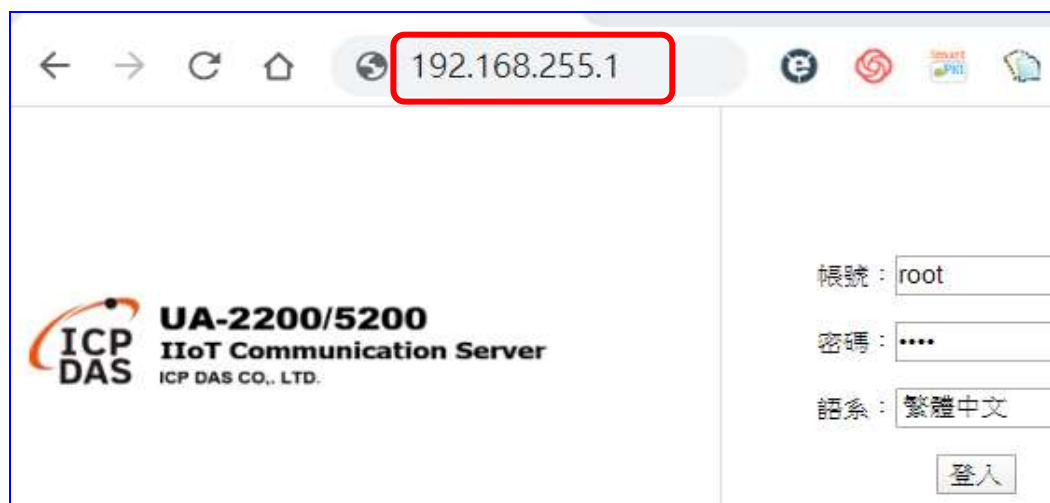 192.168.255.1
ICP
DAS
UA-2200/5200
IIoT Communication Server
ICP DAS CO,. LTD.
帳號：root
密碼：••••
語系：繁體中文
登入